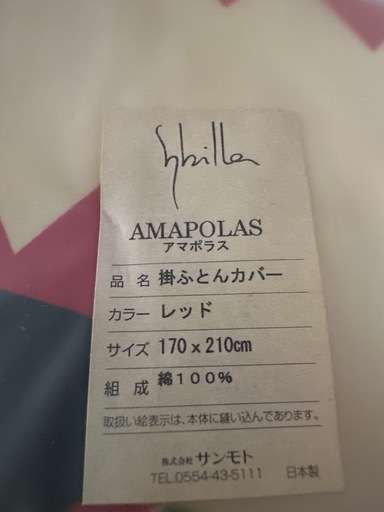 Sybilla
AMAPOLAS
アマポラス
品名 掛ふとんカバー
カラー レッド
サイズ 170x210cm
組成 綿100%
取扱い絵表示は、本体に縫い込んであります。
株式会社 サンモト
TEL.0554-43-5111 日本製